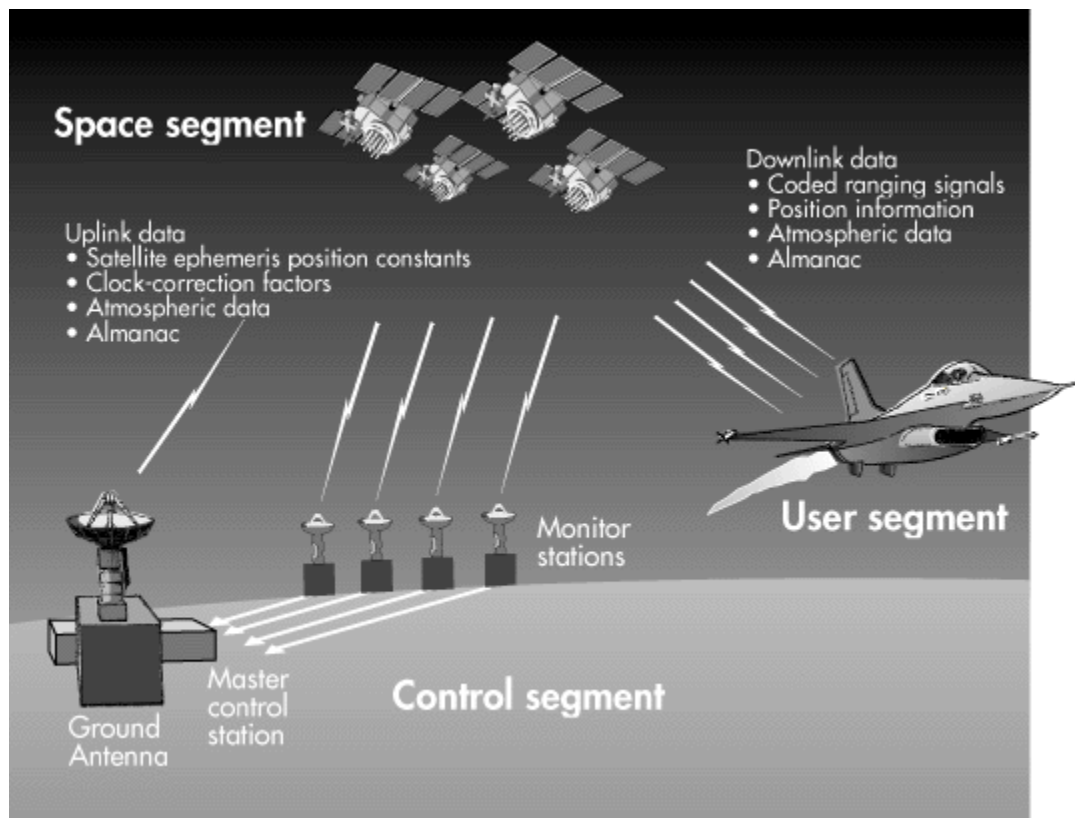 Space segment
Downlink data
• Coded ranging signals
• Position information
• Atmospheric data
• Almanac
Uplink data
• Satellite ephemeris position constants
• Clock-correction factors
• Atmospheric data
• Almanac
User segment
Monitor
stations
Master
control
station
Control segment
Ground
Antenna